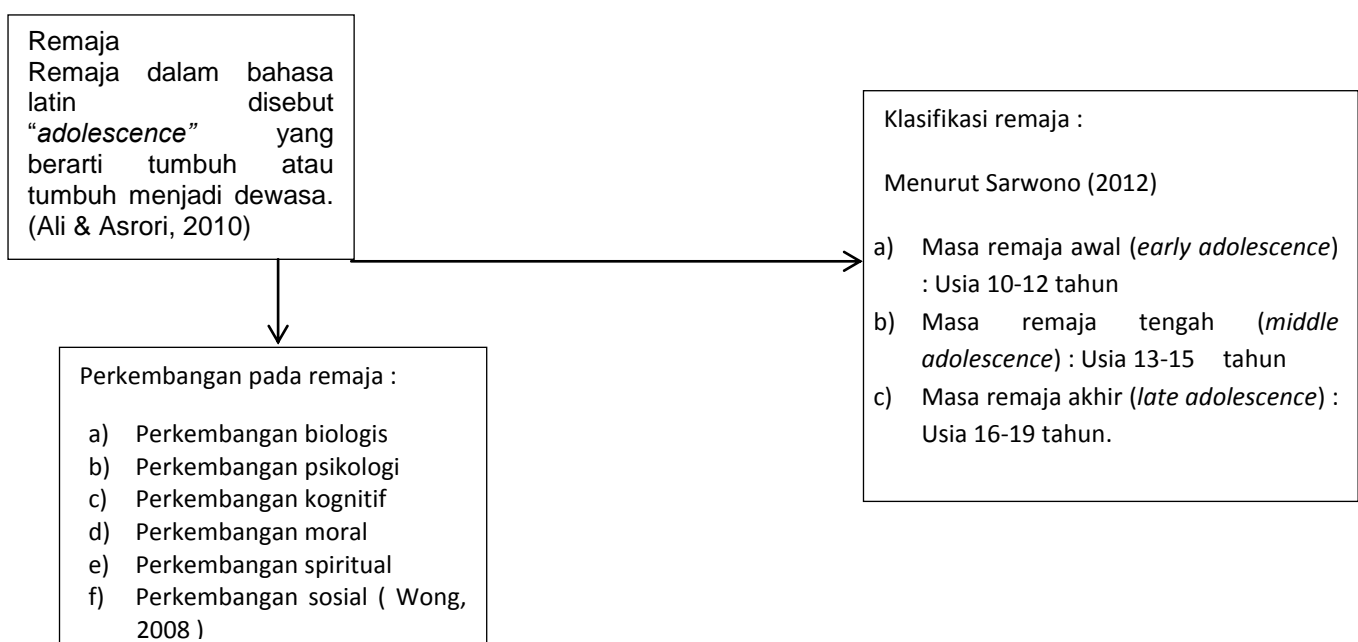 Remaja
Remaja dalam bahasa
latin disebut
“adolescence” yang
berarti tumbuh atau
tumbuh menjadi dewasa.
(Ali & Asrori, 2010)
Klasifikasi remaja :
Menurut Sarwono (2012)
a) Masa remaja awal (early adolescence)
: Usia 10-12 tahun
b) Masa remaja tengah (middle
adolescence) : Usia 13-15 tahun
c) Masa remaja akhir (late adolescence) :
Usia 16-19 tahun.
Perkembangan pada remaja :
a) Perkembangan biologis
b) Perkembangan psikologi
c) Perkembangan kognitif
d) Perkembangan moral
e) Perkembangan spiritual
f) Perkembangan sosial ( Wong,
2008 )